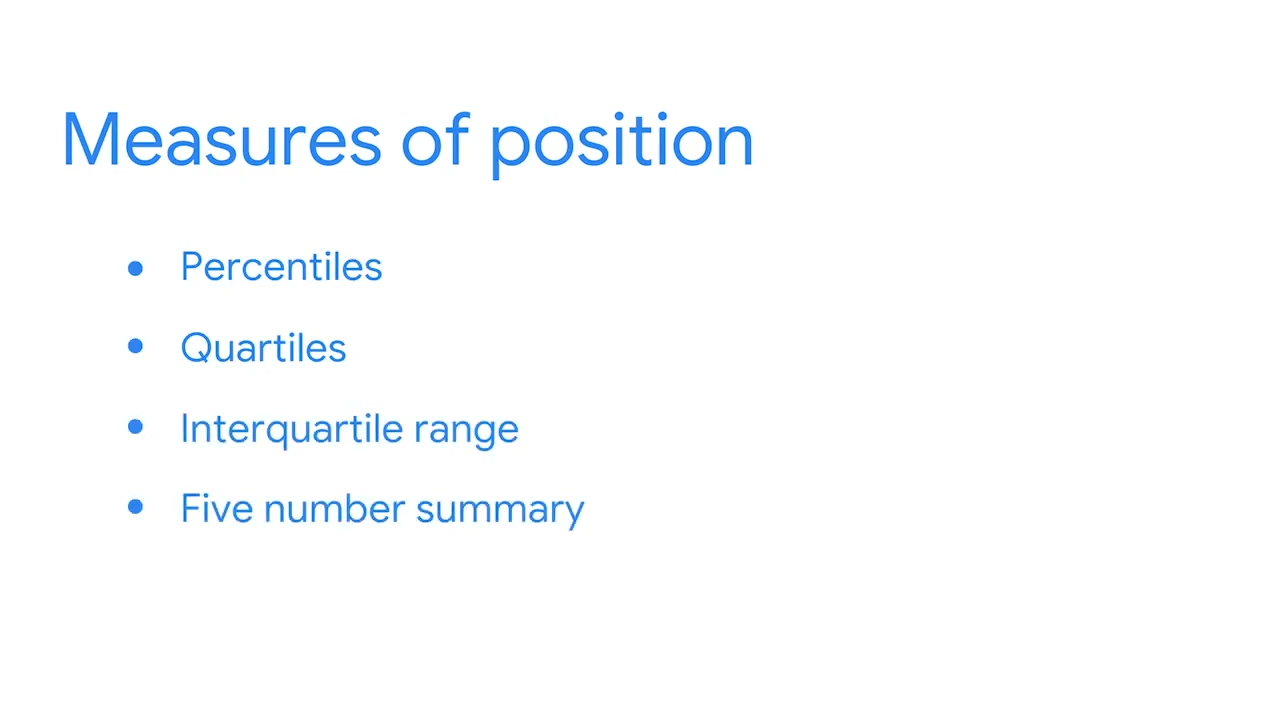 Measures of position
• Percentiles
• Quartiles
• Interquartile range
• Five number summary